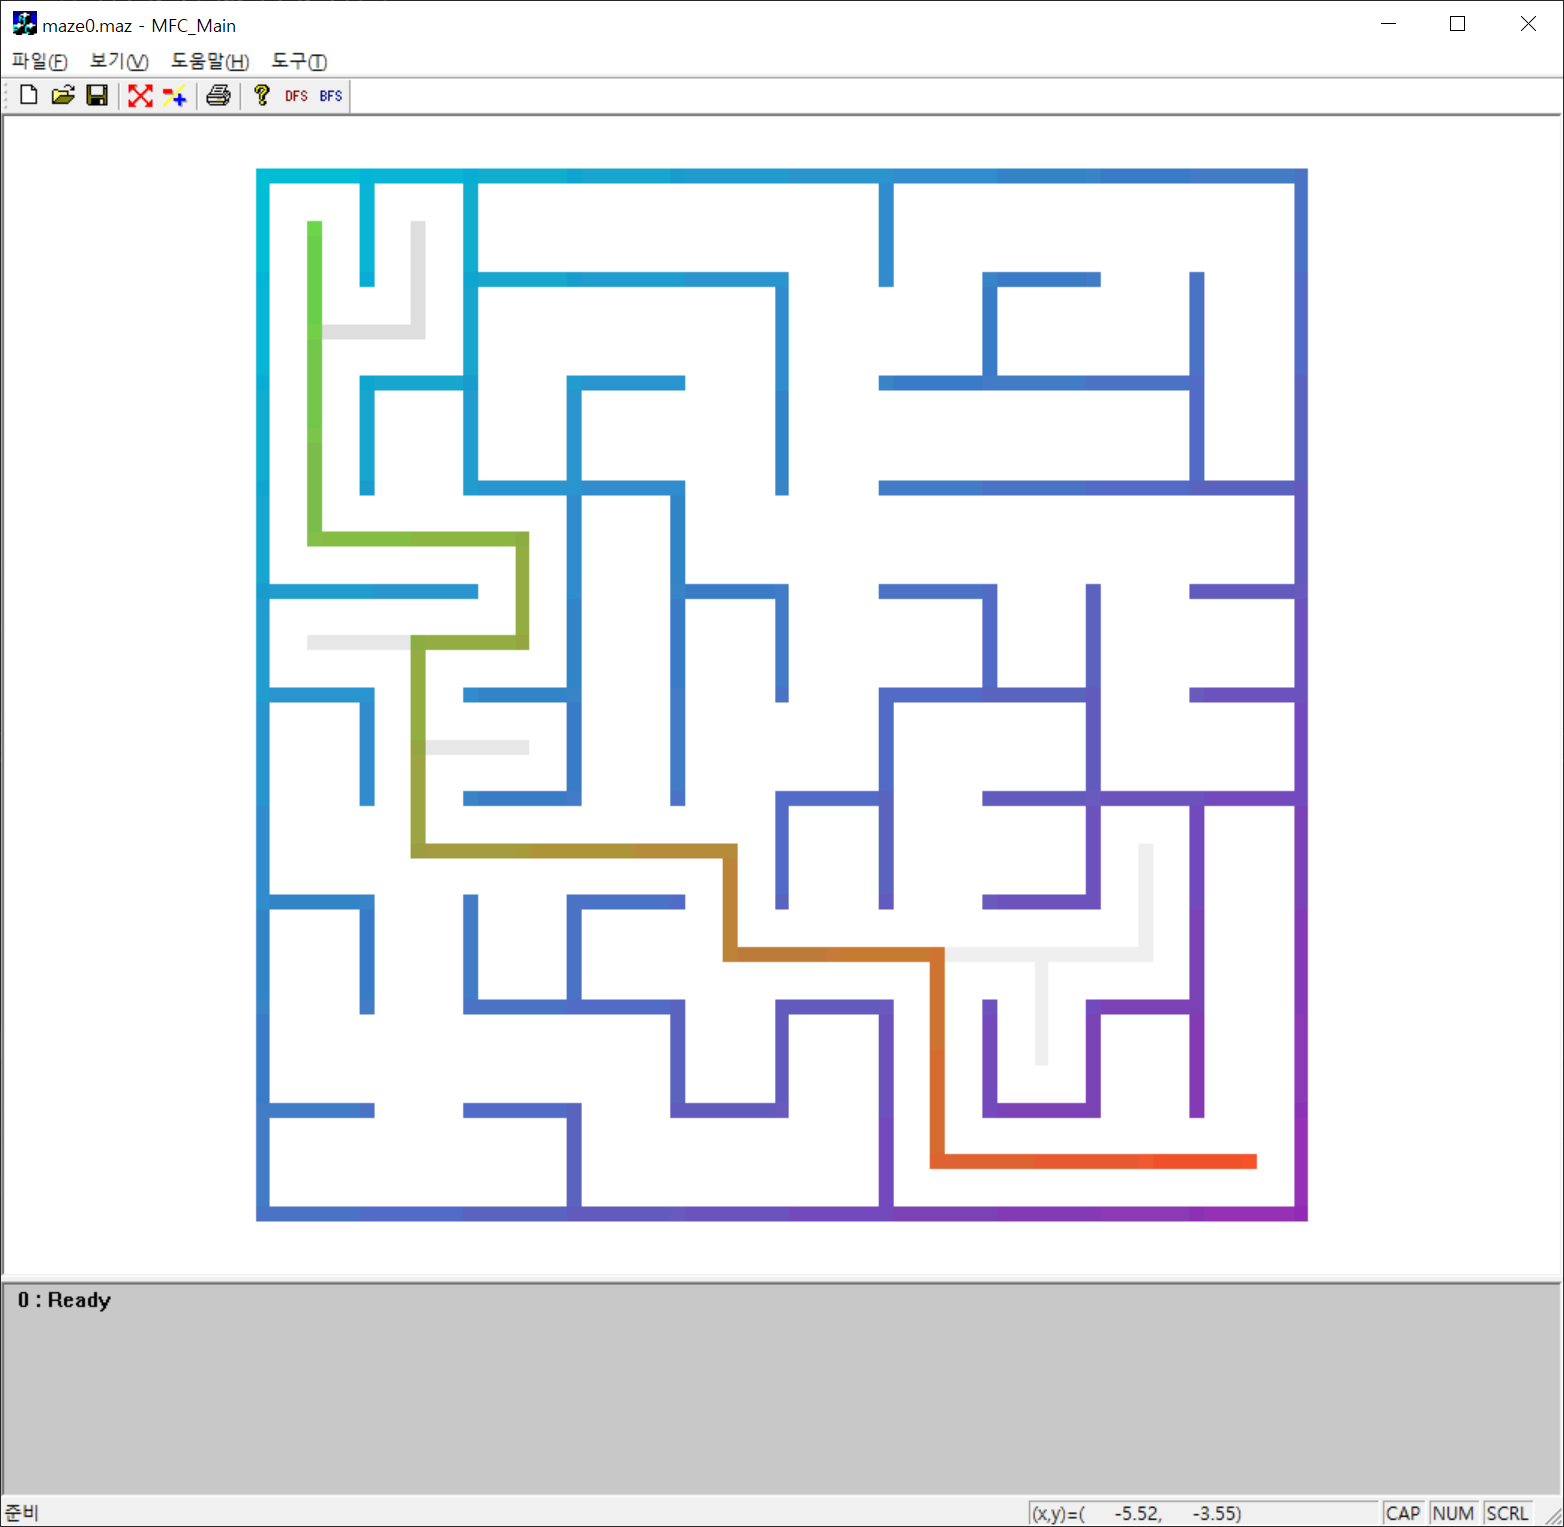 maze0.maz - MFC_Main
파일(F) 보기(V) 도움말(H) 도구(T)
DFS BFS
0 : Ready
준비 (x,y)=( -5.52, -3.55) CAP NUM SCRL